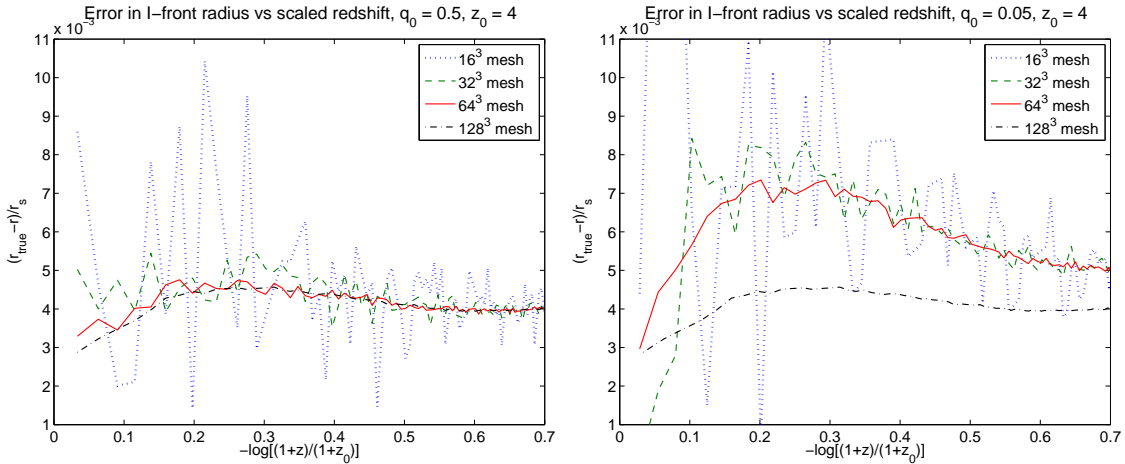 Error in I−front radius vs scaled redshift, q₀ = 0.5, z₀ = 4
x 10⁻³
11
10
9
8
7
6
5
4
3
2
1
(r_true−r)/r_s
0
0.1
0.2
0.3
0.4
0.5
0.6
0.7
−log[(1+z)/(1+z₀)]
16³ mesh
32³ mesh
64³ mesh
128³ mesh
Error in I−front radius vs scaled redshift, q₀ = 0.05, z₀ = 4
x 10⁻³
11
10
9
8
7
6
5
4
3
2
1
(r_true−r)/r_s
0
0.1
0.2
0.3
0.4
0.5
0.6
0.7
−log[(1+z)/(1+z₀)]
16³ mesh
32³ mesh
64³ mesh
128³ mesh